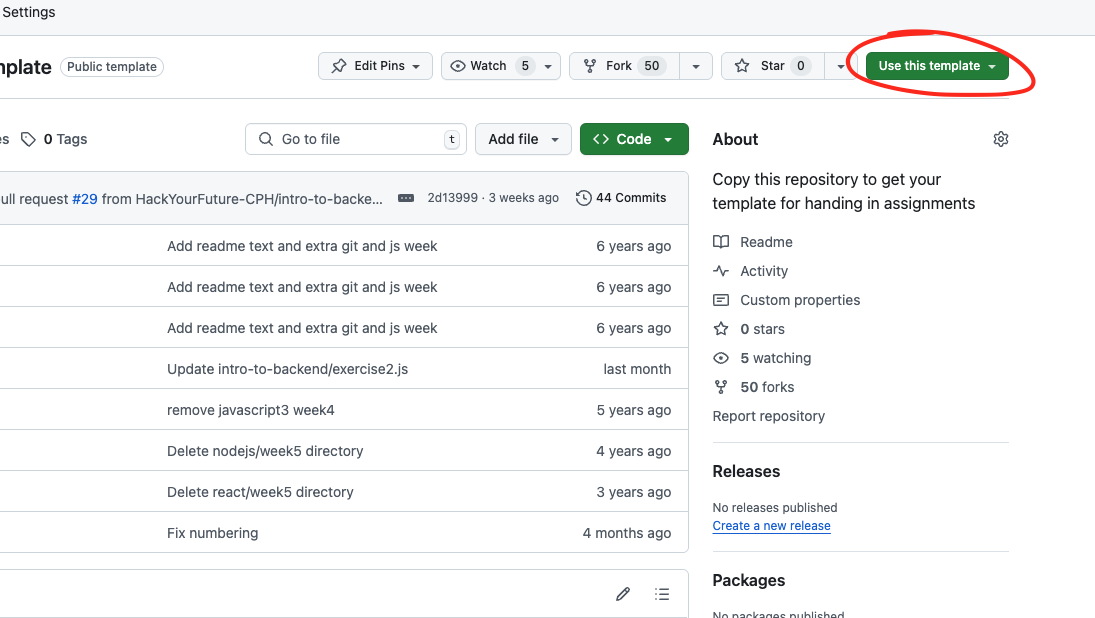 Settings
mplate Public template Edit Pins Watch 5 Fork 50 Star 0 Use this template
es 0 Tags Go to file t Add file Code
ull request #29 from HackYourFuture-CPH/intro-to-backe... 2d13999 · 3 weeks ago 44 Commits
Add readme text and extra git and js week 6 years ago
Add readme text and extra git and js week 6 years ago
Add readme text and extra git and js week 6 years ago
Update intro-to-backend/exercise2.js last month
remove javascript3 week4 5 years ago
Delete nodejs/week5 directory 4 years ago
Delete react/week5 directory 3 years ago
Fix numbering 4 months ago
About
Copy this repository to get your
template for handing in assignments
Readme
Activity
Custom properties
0 stars
5 watching
50 forks
Report repository
Releases
No releases published
Create a new release
Packages
No packages published